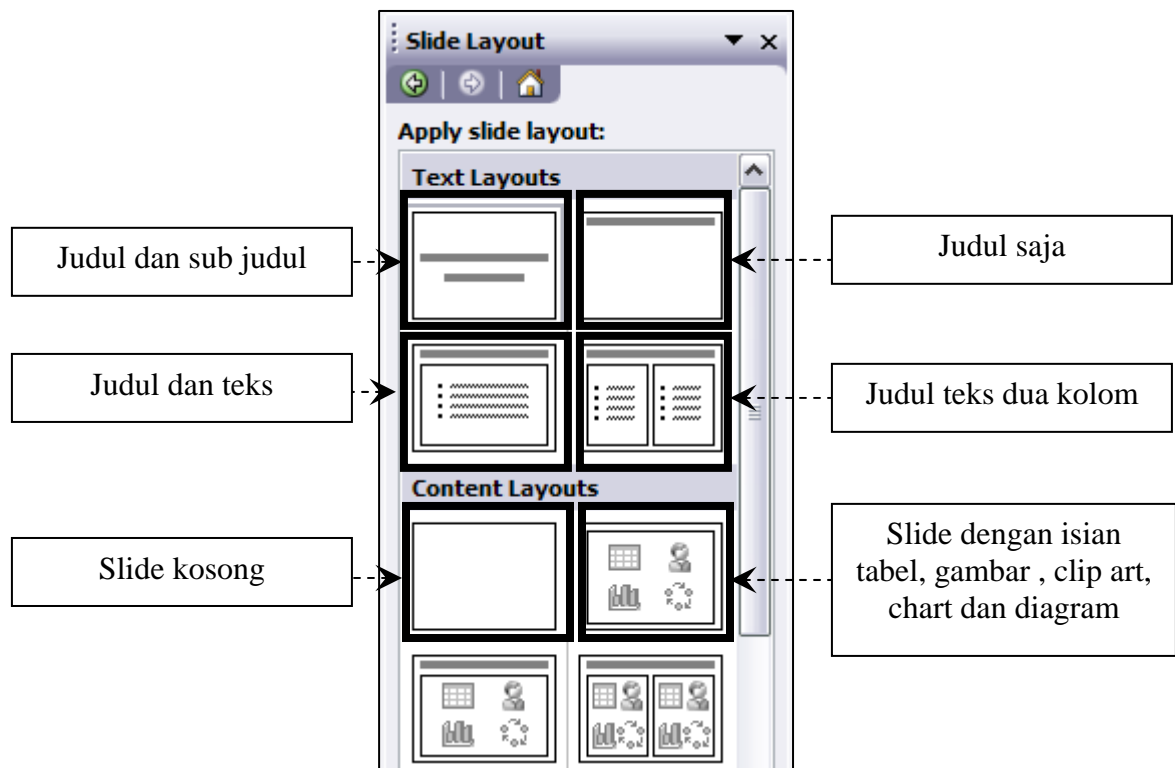 Slide Layout
Apply slide layout:
Text Layouts
Judul dan sub judul
Judul saja
Judul dan teks
Judul teks dua kolom
Content Layouts
Slide kosong
Slide dengan isian
tabel, gambar , clip art,
chart dan diagram